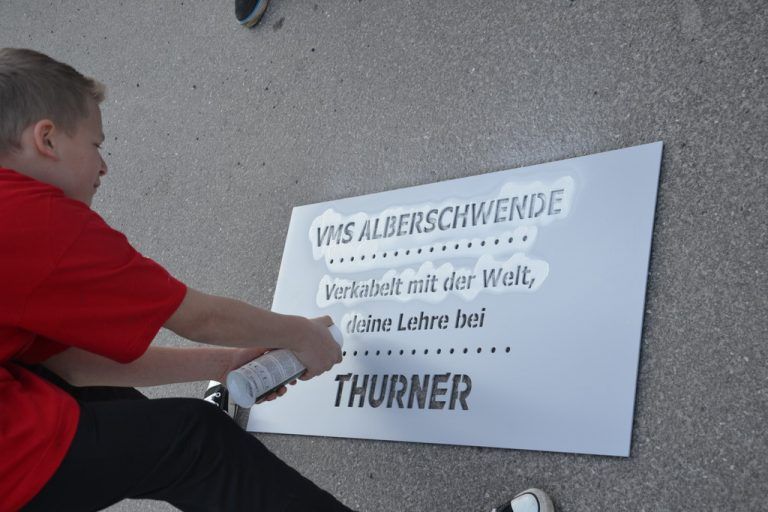 VMS ALBERSCHWENDE
Verkabelt mit der Welt,
deine Lehre bei
THURNER